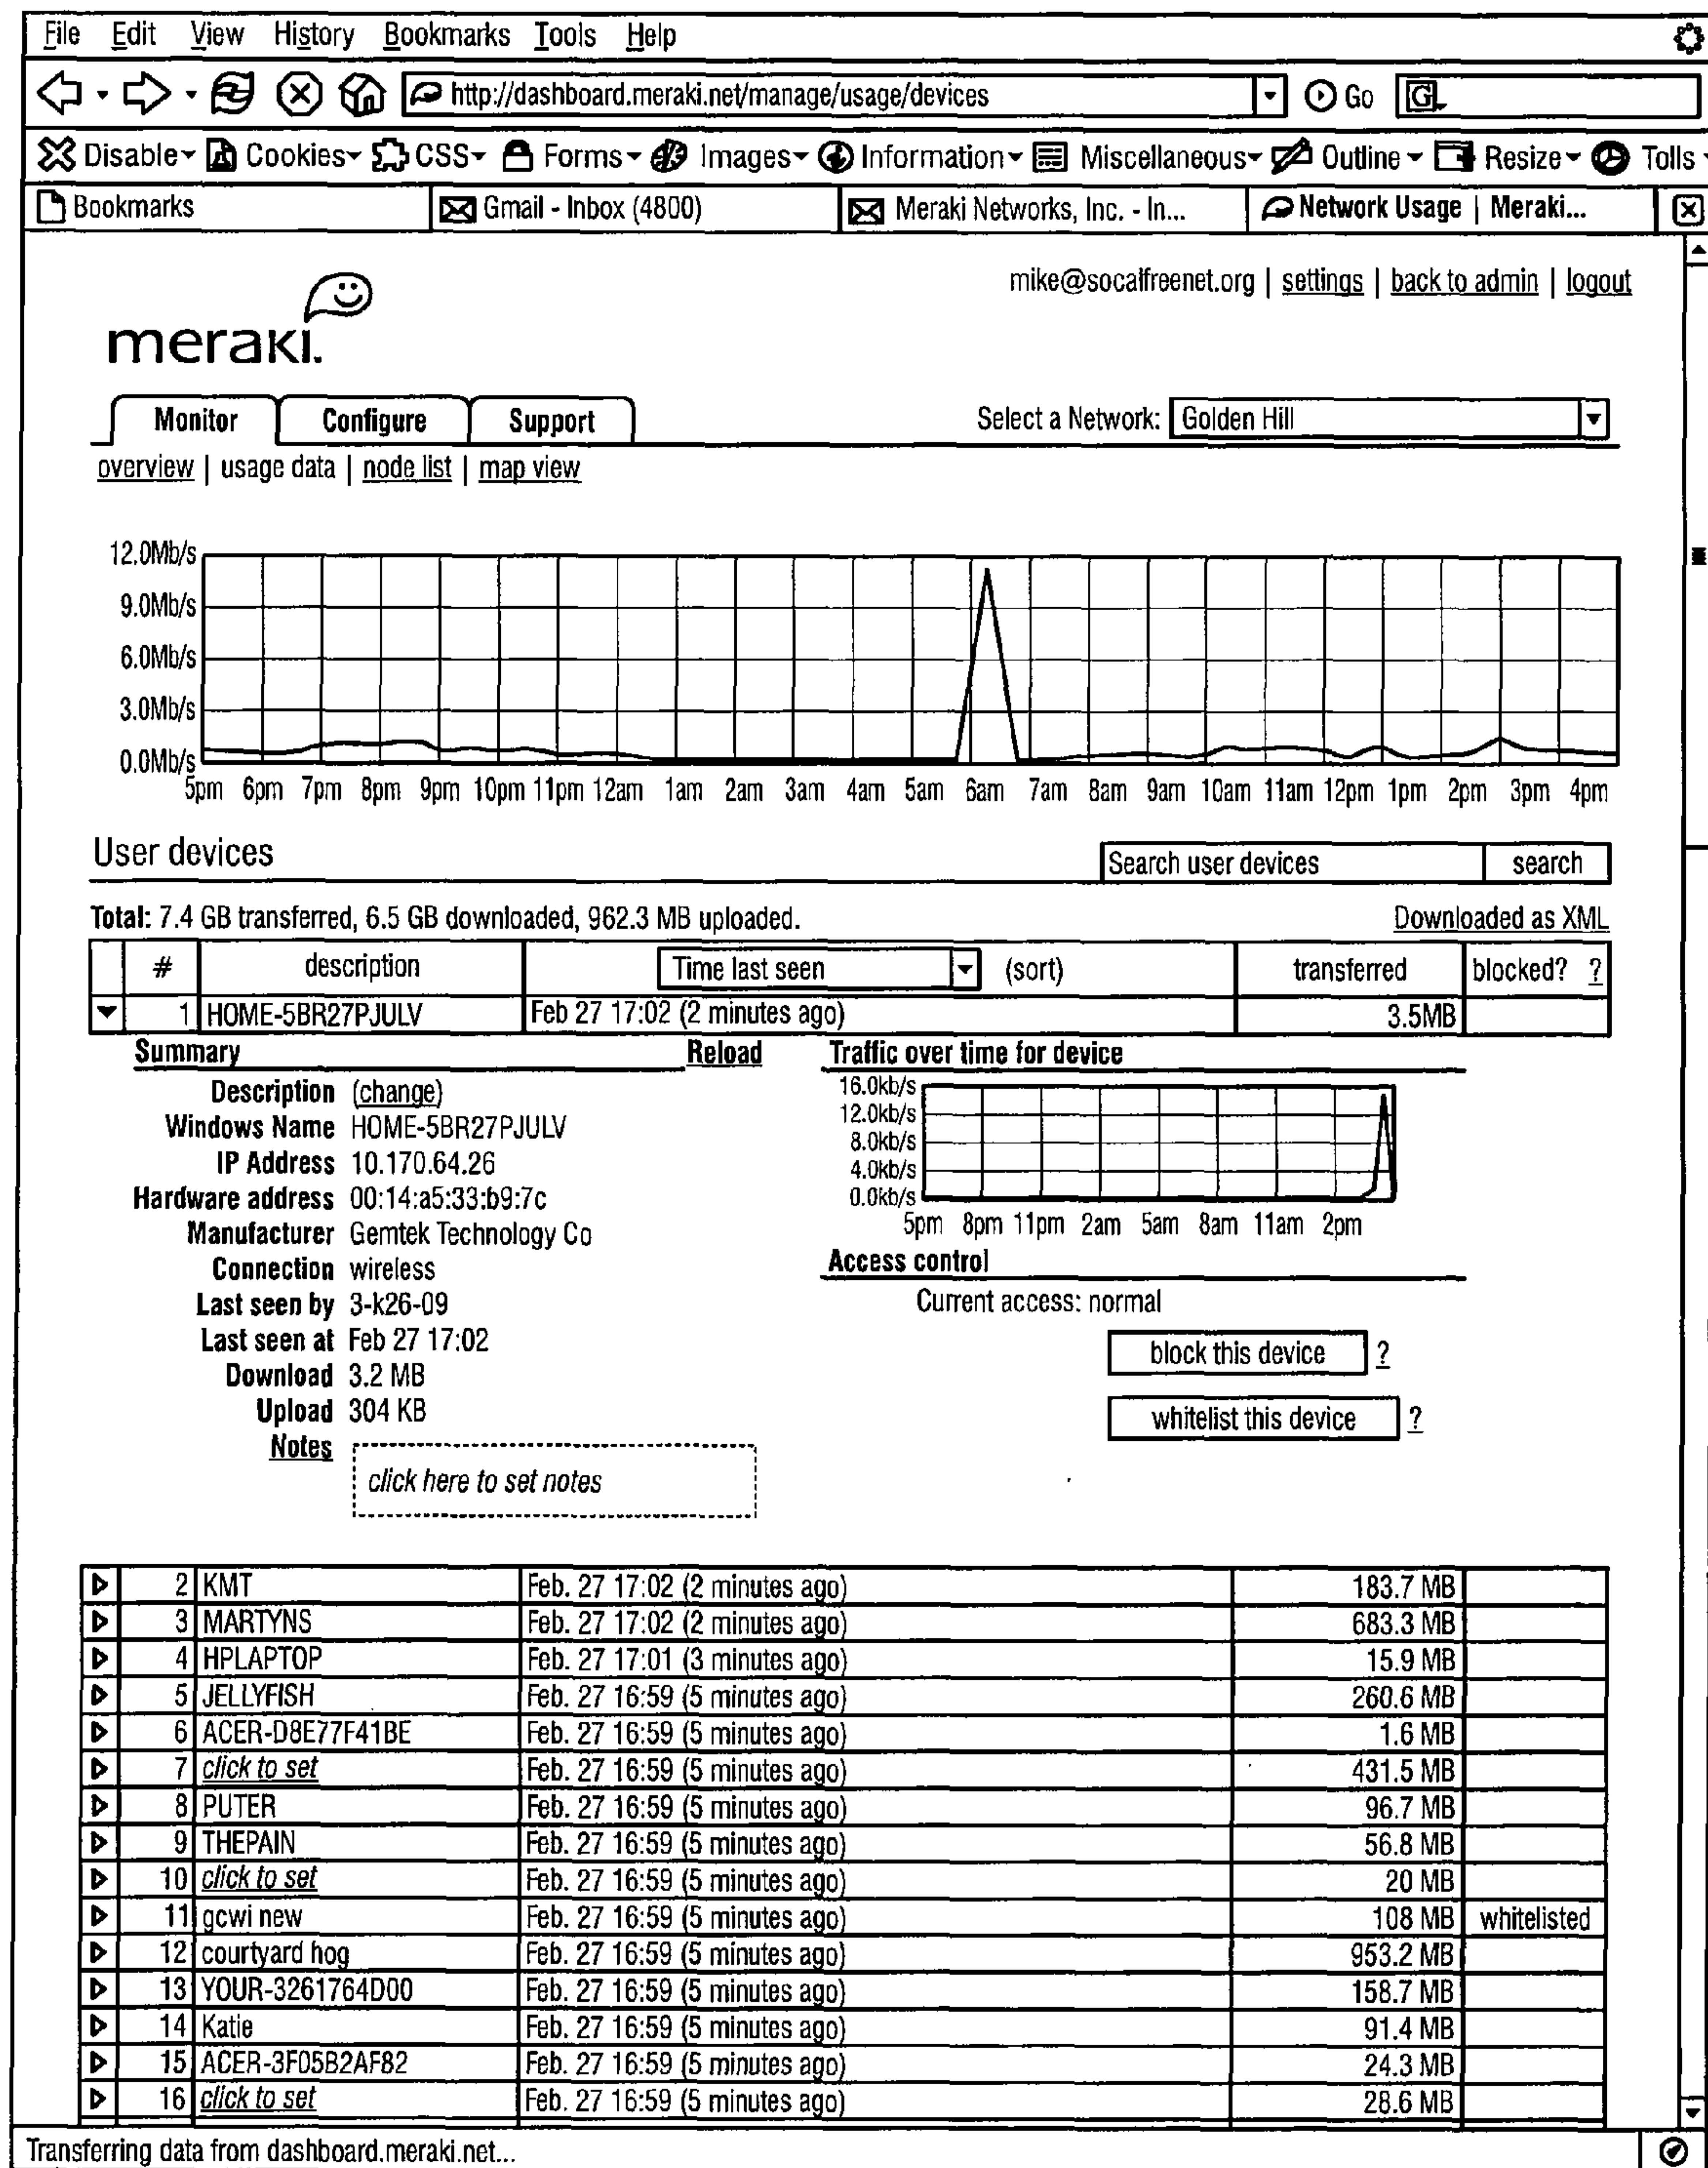 File Edit View History Bookmarks Tools Help
http://dashboard.meraki.net/manage/usage/devices Go G
Disable Cookies CSS Forms Images Information Miscellaneous Outline Resize Tolls
Bookmarks Gmail - Inbox (4800) Meraki Networks, Inc. - In... Network Usage | Meraki...
mike@socalfreenet.org | settings | back to admin | logout
meraki.
Monitor Configure Support Select a Network: Golden Hill
overview | usage data | node list | map view
12.0Mb/s
9.0Mb/s
6.0Mb/s
3.0Mb/s
0.0Mb/s
5pm 6pm 7pm 8pm 9pm 10pm 11pm 12am 1am 2am 3am 4am 5am 6am 7am 8am 9am 10am 11am 12pm 1pm 2pm 3pm 4pm
User devices Search user devices search
Total: 7.4 GB transferred, 6.5 GB downloaded, 962.3 MB uploaded. Downloaded as XML
# description Time last seen (sort) transferred blocked? ?
1 HOME-5BR27PJULV Feb 27 17:02 (2 minutes ago) 3.5MB
Summary Reload Traffic over time for device
Description (change)
Windows Name HOME-5BR27PJULV
IP Address 10.170.64.26
Hardware address 00:14:a5:33:b9:7c
Manufacturer Gemtek Technology Co
Connection wireless
Last seen by 3-k26-09
Last seen at Feb 27 17:02
Download 3.2 MB
Upload 304 KB
Notes
click here to set notes
16.0kb/s
12.0kb/s
8.0kb/s
4.0kb/s
0.0kb/s
5pm 8pm 11pm 2am 5am 8am 11am 2pm
Access control
Current access: normal
block this device ?
whitelist this device ?
2 KMT Feb. 27 17:02 (2 minutes ago) 183.7 MB
3 MARTYNS Feb. 27 17:02 (2 minutes ago) 683.3 MB
4 HPLAPTOP Feb. 27 17:01 (3 minutes ago) 15.9 MB
5 JELLYFISH Feb. 27 16:59 (5 minutes ago) 260.6 MB
6 ACER-D8E77F41BE Feb. 27 16:59 (5 minutes ago) 1.6 MB
7 click to set Feb. 27 16:59 (5 minutes ago) 431.5 MB
8 PUTER Feb. 27 16:59 (5 minutes ago) 96.7 MB
9 THEPAIN Feb. 27 16:59 (5 minutes ago) 56.8 MB
10 click to set Feb. 27 16:59 (5 minutes ago) 20 MB
11 gcwi new Feb. 27 16:59 (5 minutes ago) 108 MB whitelisted
12 courtyard hog Feb. 27 16:59 (5 minutes ago) 953.2 MB
13 YOUR-3261764D00 Feb. 27 16:59 (5 minutes ago) 158.7 MB
14 Katie Feb. 27 16:59 (5 minutes ago) 91.4 MB
15 ACER-3F05B2AF82 Feb. 27 16:59 (5 minutes ago) 24.3 MB
16 click to set Feb. 27 16:59 (5 minutes ago) 28.6 MB
Transferring data from dashboard.meraki.net...